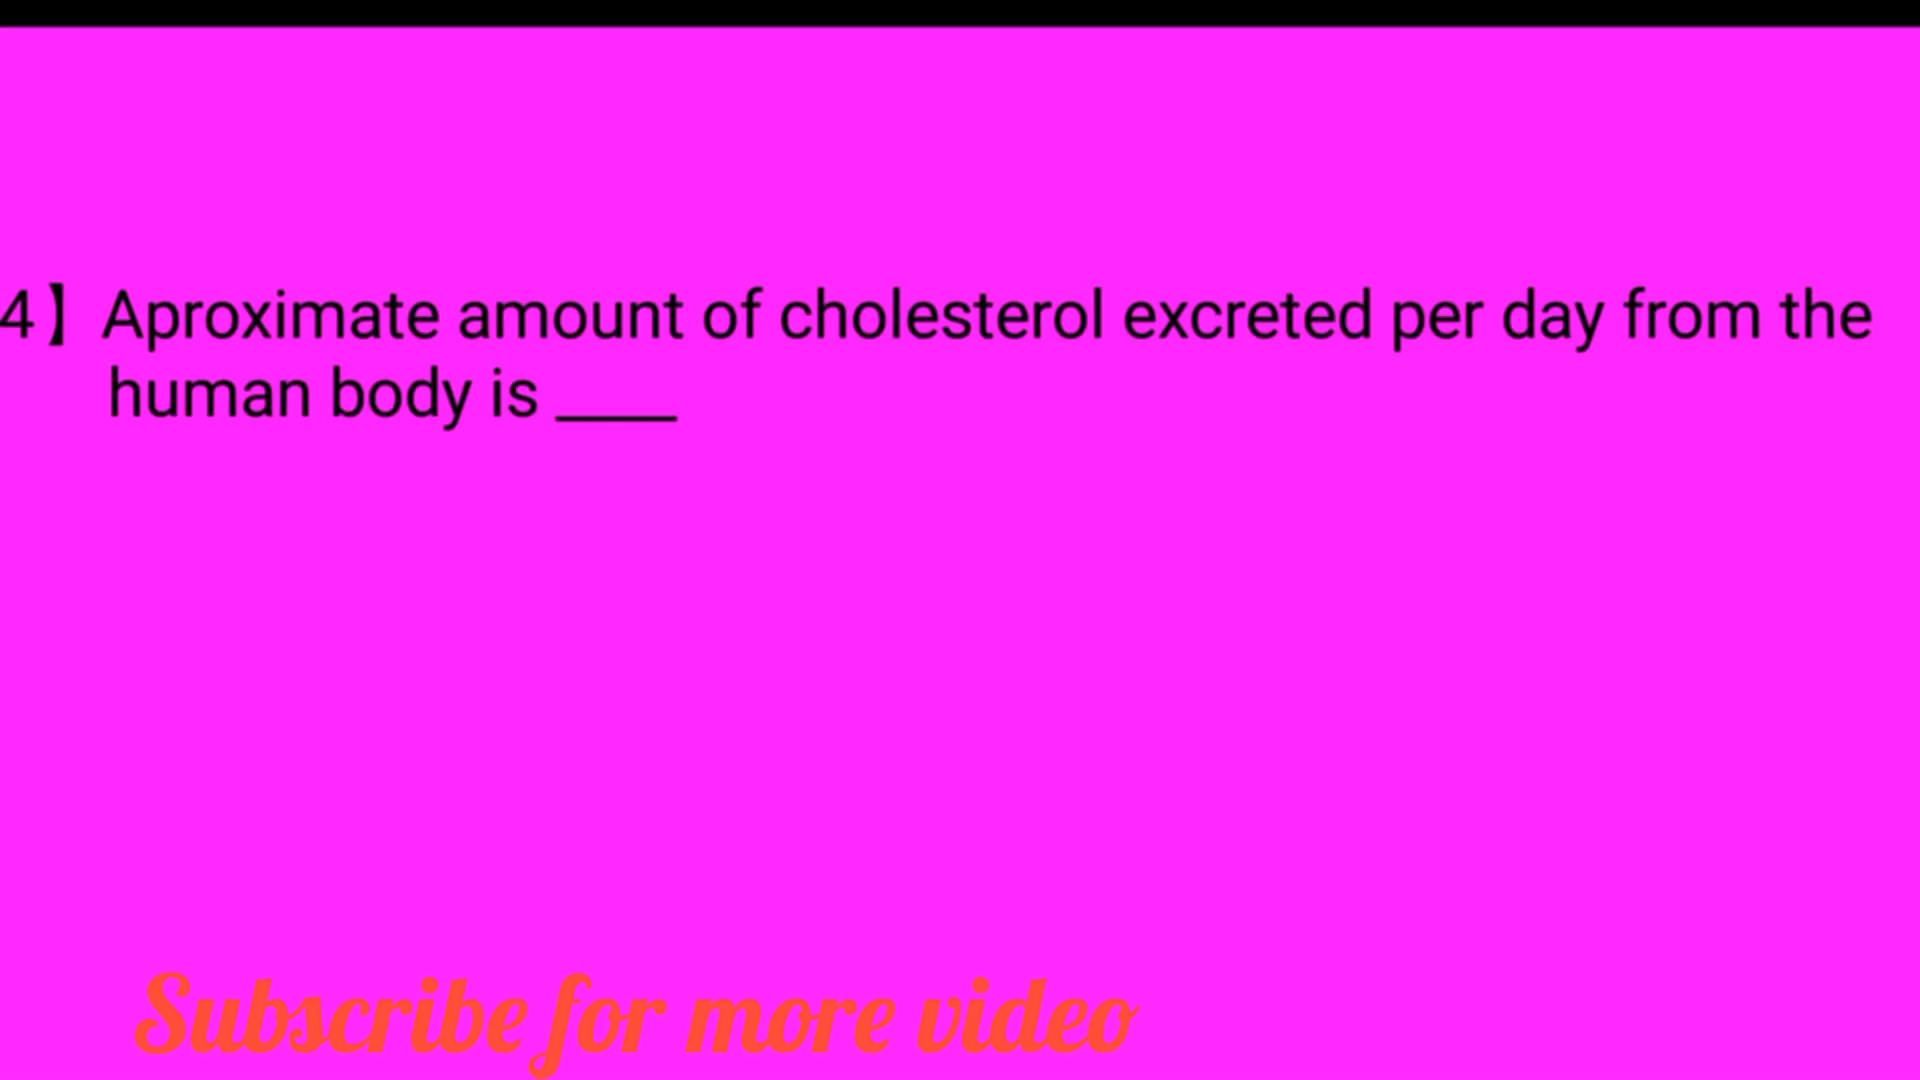 4】 Aproximate amount of cholesterol excreted per day from the
human body is ____
Subscribe for more video